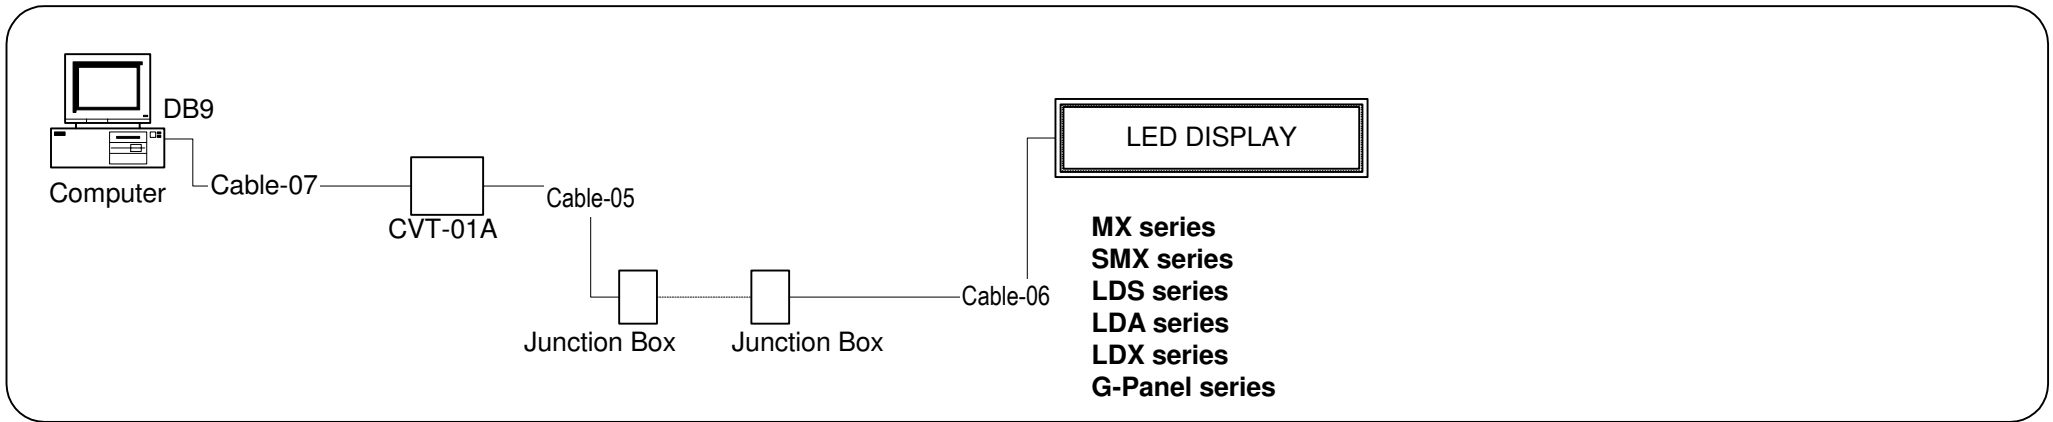 DB9
Computer
Cable-07
CVT-01A
Cable-05
Junction Box
Junction Box
Cable-06
LED DISPLAY
MX series
SMX series
LDS series
LDA series
LDX series
G-Panel series